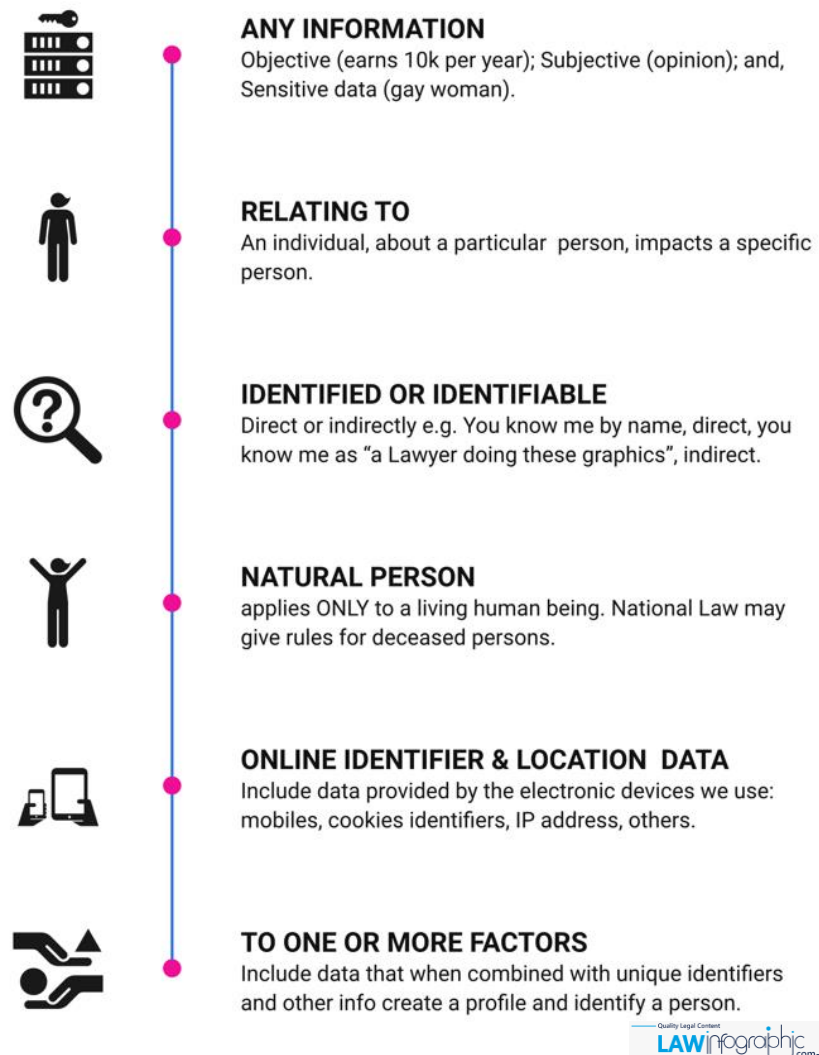 ANY INFORMATION
Objective (earns 10k per year); Subjective (opinion); and,
Sensitive data (gay woman).
RELATING TO
An individual, about a particular person, impacts a specific
person.
IDENTIFIED OR IDENTIFIABLE
Direct or indirectly e.g. You know me by name, direct, you
know me as “a Lawyer doing these graphics”, indirect.
NATURAL PERSON
applies ONLY to a living human being. National Law may
give rules for deceased persons.
ONLINE IDENTIFIER & LOCATION DATA
Include data provided by the electronic devices we use:
mobiles, cookies identifiers, IP address, others.
TO ONE OR MORE FACTORS
Include data that when combined with unique identifiers
and other info create a profile and identify a person.
Quality Legal Content
LAWinfographic.com